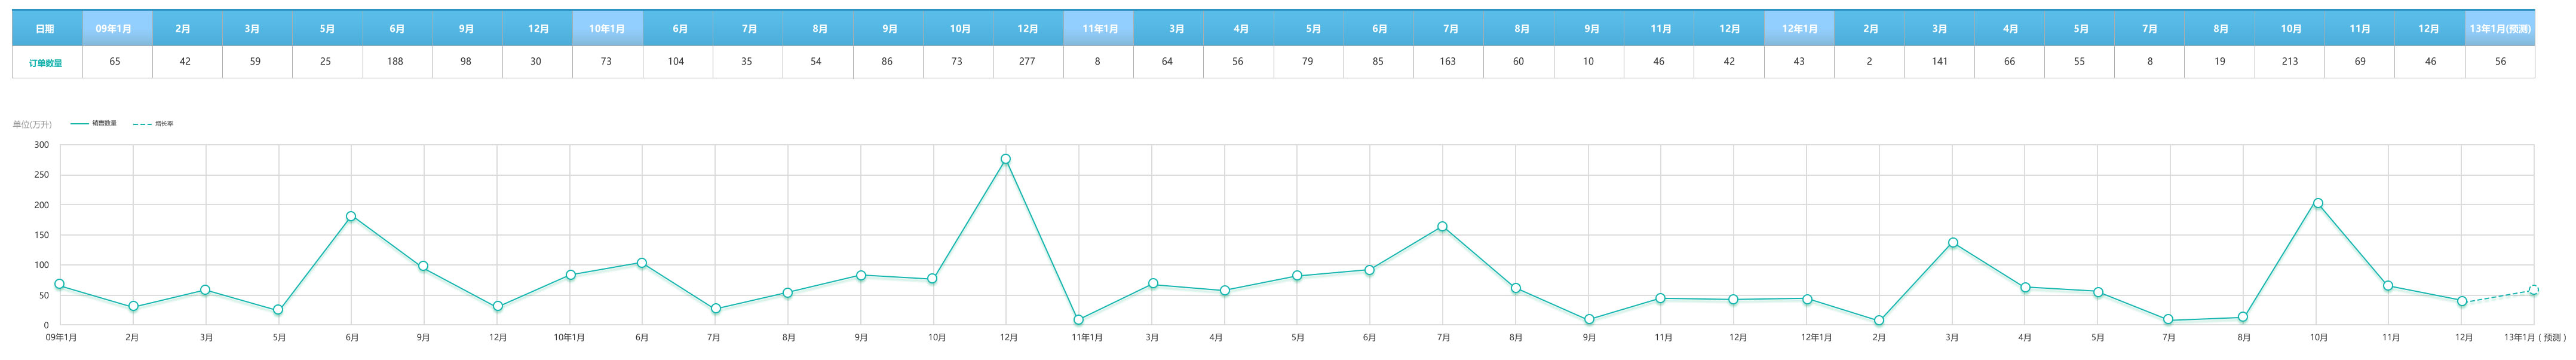 日期 09年1月 2月 3月 5月 6月 9月 12月 10年1月 6月 7月 8月 9月 10月 12月 11年1月 3月 4月 5月 6月 7月 8月 9月 11月 12月 12年1月 2月 3月 4月 5月 7月 8月 10月 11月 12月 13年1月(预测)
订单数量 65 42 59 25 188 98 30 73 104 35 54 86 73 277 8 64 56 79 85 163 60 10 46 42 43 2 141 66 55 8 19 213 69 46 56
单位(万升) 销售数量 增长率
300
250
200
150
100
50
0
09年1月 2月 3月 5月 6月 9月 12月 10年1月 6月 7月 8月 9月 10月 12月 11年1月 3月 4月 5月 6月 7月 8月 9月 11月 12月 12年1月 2月 3月 4月 5月 7月 8月 10月 11月 12月 13年1月 ( 预测 )